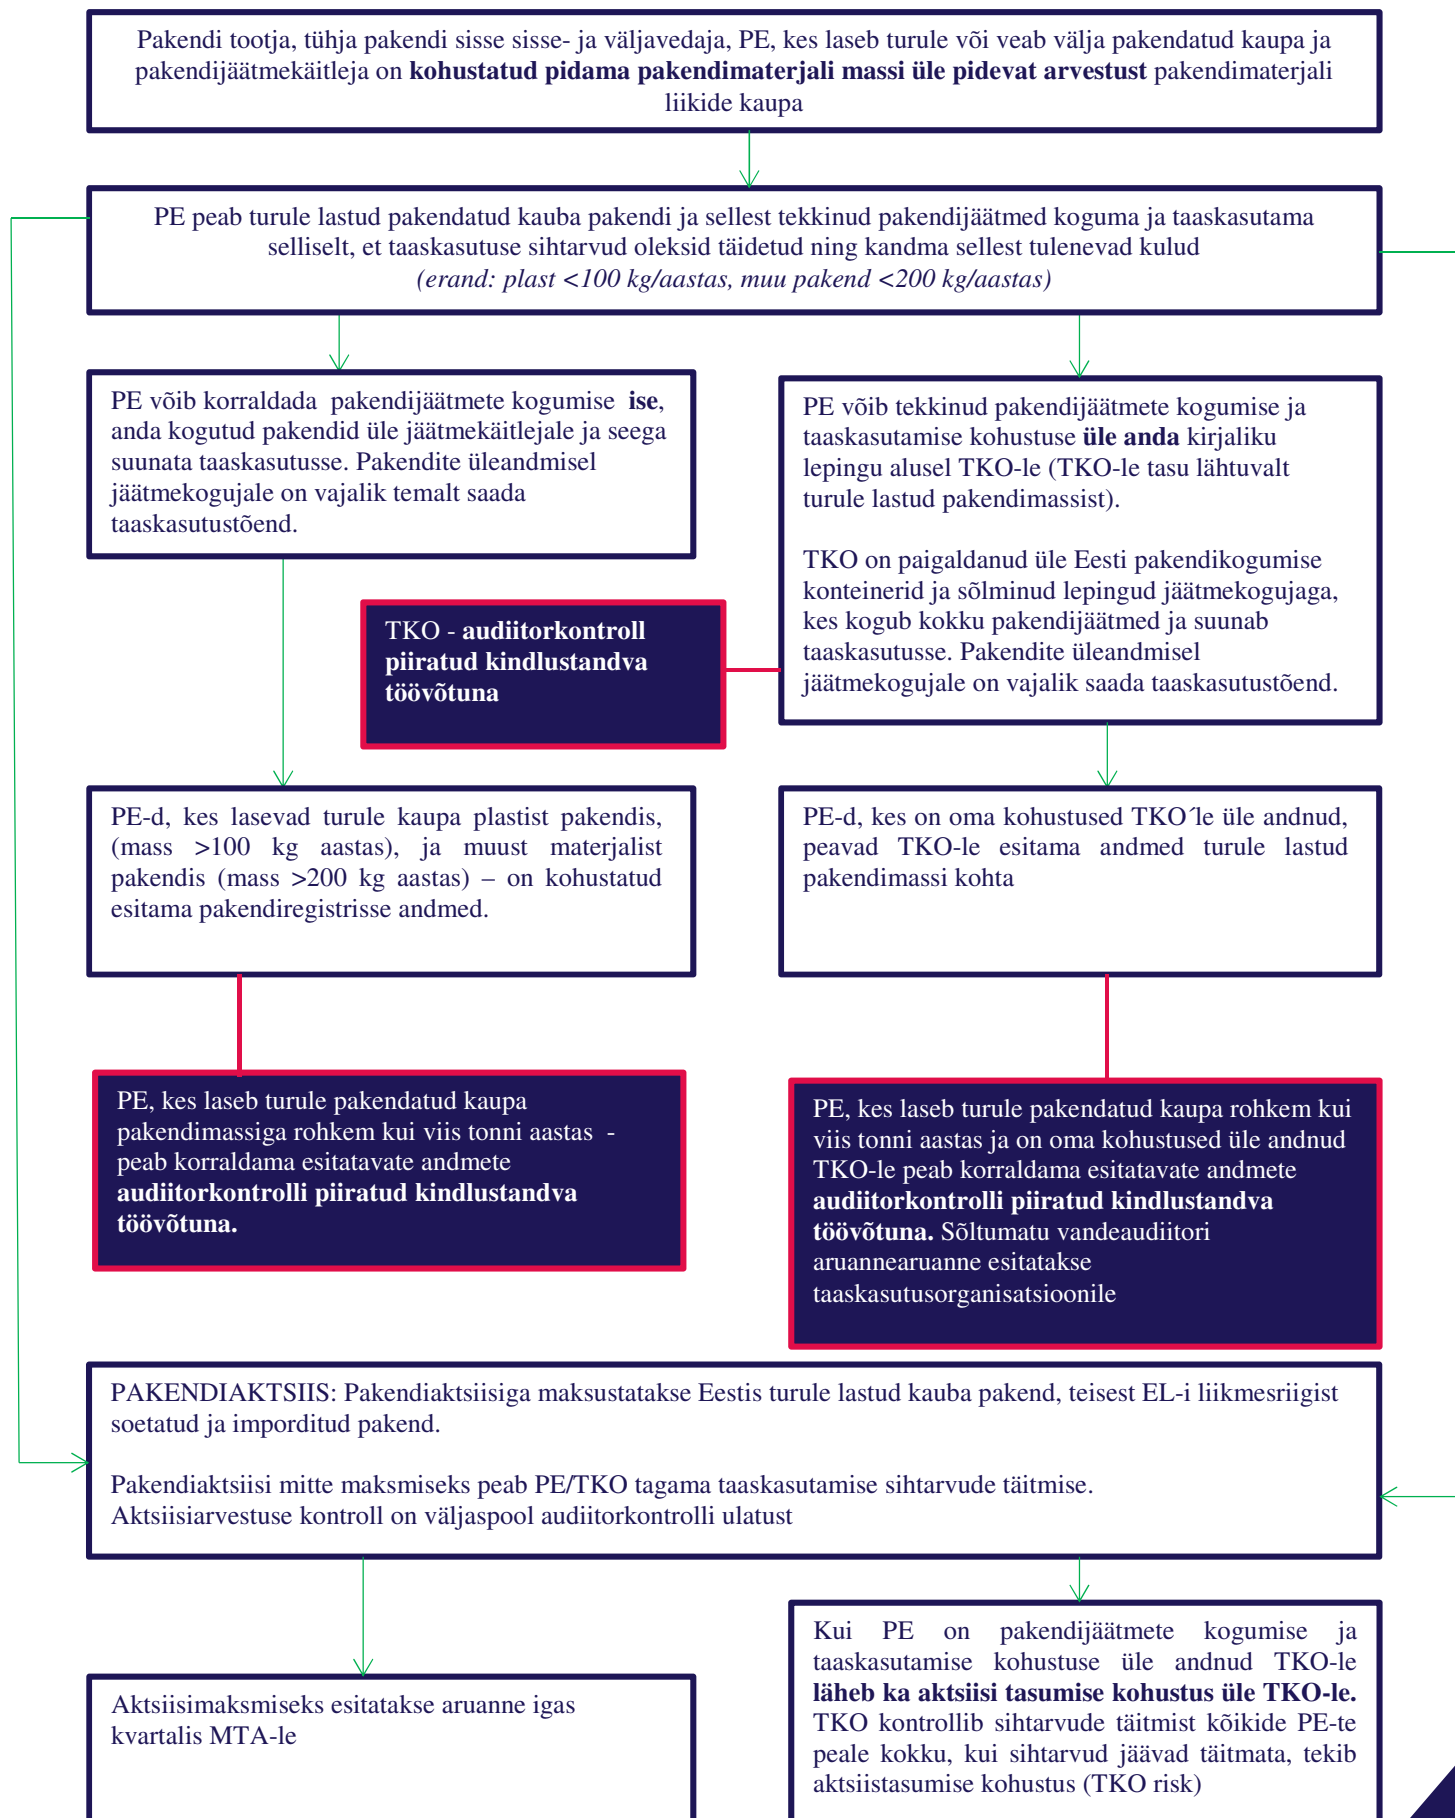 Pakendi tootja, tühja pakendi sisse sisse- ja väljavedaja, PE, kes laseb turule või veab välja pakendatud kaupa ja
pakendijäätmekäitleja on kohustatud pidama pakendimaterjali massi üle pidevat arvestust pakendimaterjali
liikide kaupa
PE peab turule lastud pakendatud kauba pakendi ja sellest tekkinud pakendijäätmed koguma ja taaskasutama
selliselt, et taaskasutuse sihtarvud oleksid täidetud ning kandma sellest tulenevad kulud
(erand: plast <100 kg/aastas, muu pakend <200 kg/aastas)
PE võib korraldada pakendijäätmete kogumise ise,
anda kogutud pakendid üle jäätmekäitlejale ja seega
suunata taaskasutusse. Pakendite üleandmisel
jäätmekogujale on vajalik temalt saada
taaskasutustõend.
PE võib tekkinud pakendijäätmete kogumise ja
taaskasutamise kohustuse üle anda kirjaliku
lepingu alusel TKO-le (TKO-le tasu lähtuvalt
turule lastud pakendimassist).
TKO on paigaldanud üle Eesti pakendikogumise
konteinerid ja sõlminud lepingud jäätmekogujaga,
kes kogub kokku pakendijäätmed ja suunab
taaskasutusse. Pakendite üleandmisel
jäätmekogujale on vajalik saada taaskasutustõend.
TKO - audiitorkontroll
piiratud kindlustandva
töövõtuna
PE-d, kes lasevad turule kaupa plastist pakendis,
(mass >100 kg aastas), ja muust materjalist
pakendis (mass >200 kg aastas) – on kohustatud
esitama pakendiregistrisse andmed.
PE-d, kes on oma kohustused TKO´le üle andnud,
peavad TKO-le esitama andmed turule lastud
pakendimassi kohta
PE, kes laseb turule pakendatud kaupa
pakendimassiga rohkem kui viis tonni aastas -
peab korraldama esitatavate andmete
audiitorkontrolli piiratud kindlustandva
töövõtuna.
PE, kes laseb turule pakendatud kaupa rohkem kui
viis tonni aastas ja on oma kohustused üle andnud
TKO-le peab korraldama esitatavate andmete
audiitorkontrolli piiratud kindlustandva
töövõtuna. Sõltumatu vandeaudiitori
aruannearuanne esitatakse
taaskasutusorganisatsioonile
PAKENDIAKTSIIS: Pakendiaktsiisiga maksustatakse Eestis turule lastud kauba pakend, teisest EL-i liikmesriigist
soetatud ja imporditud pakend.
Pakendiaktsiisi mitte maksmiseks peab PE/TKO tagama taaskasutamise sihtarvude täitmise.
Aktsiisiarvestuse kontroll on väljaspool audiitorkontrolli ulatust
Aktsiisimaksmiseks esitatakse aruanne igas
kvartalis MTA-le
Kui PE on pakendijäätmete kogumise ja
taaskasutamise kohustuse üle andnud TKO-le
läheb ka aktsiisi tasumise kohustus üle TKO-le.
TKO kontrollib sihtarvude täitmist kõikide PE-te
peale kokku, kui sihtarvud jäävad täitmata, tekib
aktsiistasumise kohustus (TKO risk)